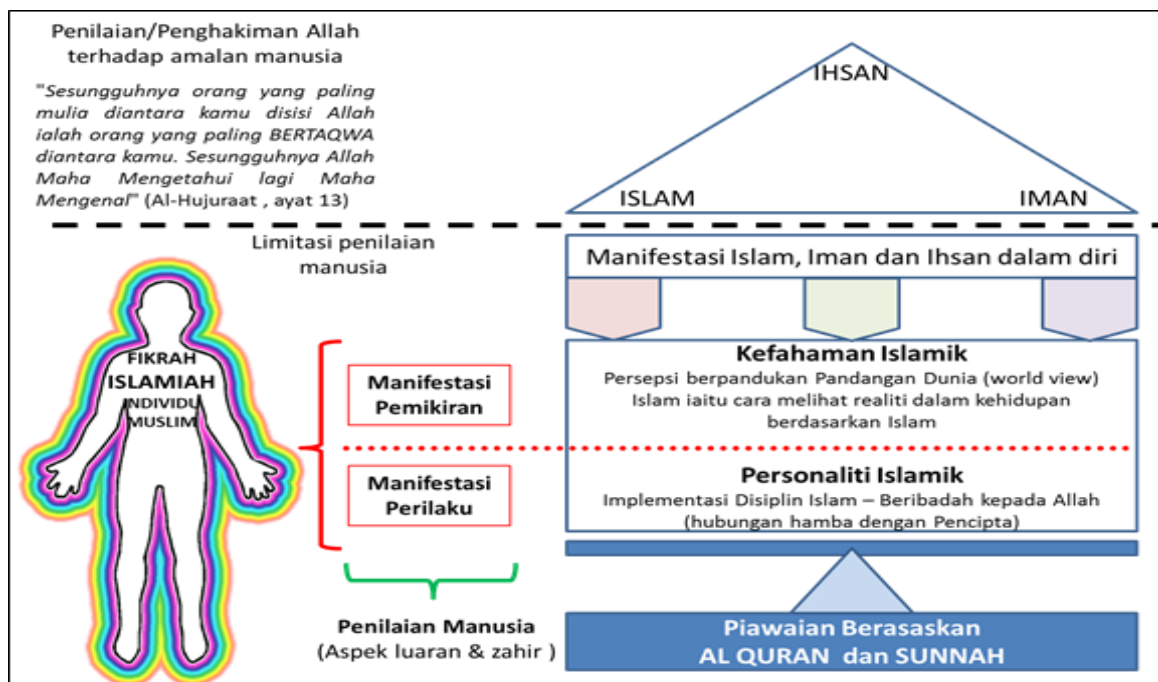 Penilaian/Penghakiman Allah
terhadap amalan manusia
"Sesungguhnya orang yang paling
mulia diantara kamu disisi Allah
ialah orang yang paling BERTAQWA
diantara kamu. Sesungguhnya Allah
Maha Mengetahui lagi Maha
Mengenal" (Al-Hujuraat , ayat 13)
IHSAN
ISLAM
IMAN
Limitasi penilaian
manusia
Manifestasi Islam, Iman dan Ihsan dalam diri
FIKRAH
ISLAMIAH
INDIVIDU
MUSLIM
Manifestasi
Pemikiran
Kefahaman Islamik
Persepsi berpandukan Pandangan Dunia (world view)
Islam iaitu cara melihat realiti dalam kehidupan
berdasarkan Islam
Manifestasi
Perilaku
Personaliti Islamik
Implementasi Disiplin Islam – Beribadah kepada Allah
(hubungan hamba dengan Pencipta)
Penilaian Manusia
(Aspek luaran & zahir )
Piawaian Berasaskan
AL QURAN dan SUNNAH